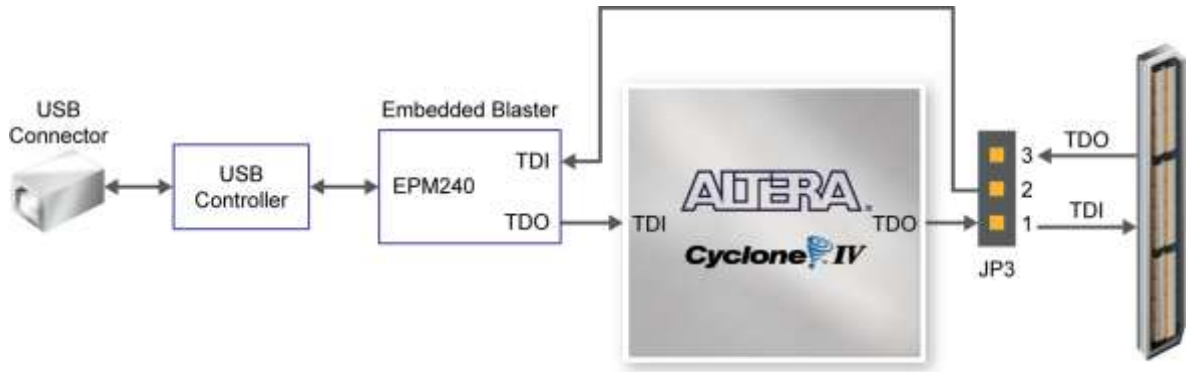 USB
Connector
USB
Controller
Embedded Blaster
TDI
EPM240
TDO
TDI
ALTERA.
TDO
Cyclone IV
3
2
1
JP3
TDO
TDI